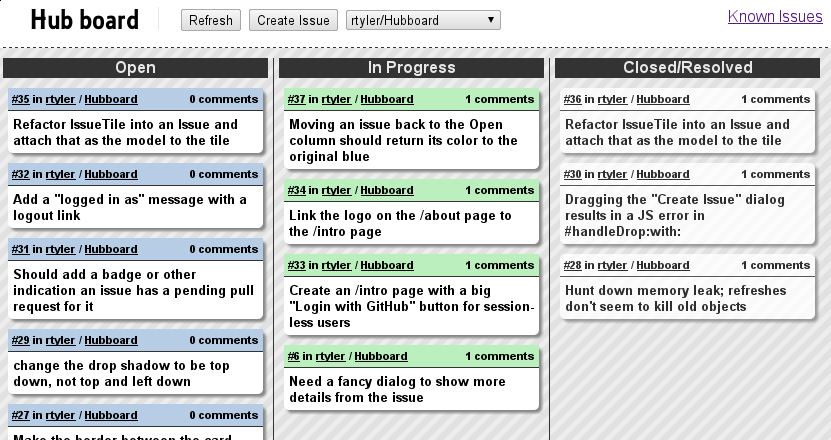 Hub board
Refresh
Create Issue
rtyler/Hubboard
Known Issues
Open
#35 in rtyler / Hubboard 0 comments
Refactor IssueTile into an Issue and
attach that as the model to the tile
#32 in rtyler / Hubboard 0 comments
Add a "logged in as" message with a
logout link
#31 in rtyler / Hubboard 0 comments
Should add a badge or other
indication an issue has a pending pull
request for it
#29 in rtyler / Hubboard 0 comments
change the drop shadow to be top
down, not top and left down
#27 in rtyler / Hubboard 0 comments
Make the border between the card
In Progress
#37 in rtyler / Hubboard 1 comments
Moving an issue back to the Open
column should return its color to the
original blue
#34 in rtyler / Hubboard 1 comments
Link the logo on the /about page to
the /intro page
#33 in rtyler / Hubboard 1 comments
Create an /intro page with a big
"Login with GitHub" button for session-
less users
#6 in rtyler / Hubboard 1 comments
Need a fancy dialog to show more
details from the issue
Closed/Resolved
#36 in rtyler / Hubboard 1 comments
Refactor IssueTile into an Issue and
attach that as the model to the tile
#30 in rtyler / Hubboard 1 comments
Dragging the "Create Issue" dialog
results in a JS error in
#handleDrop:with:
#28 in rtyler / Hubboard 1 comments
Hunt down memory leak; refreshes
don't seem to kill old objects